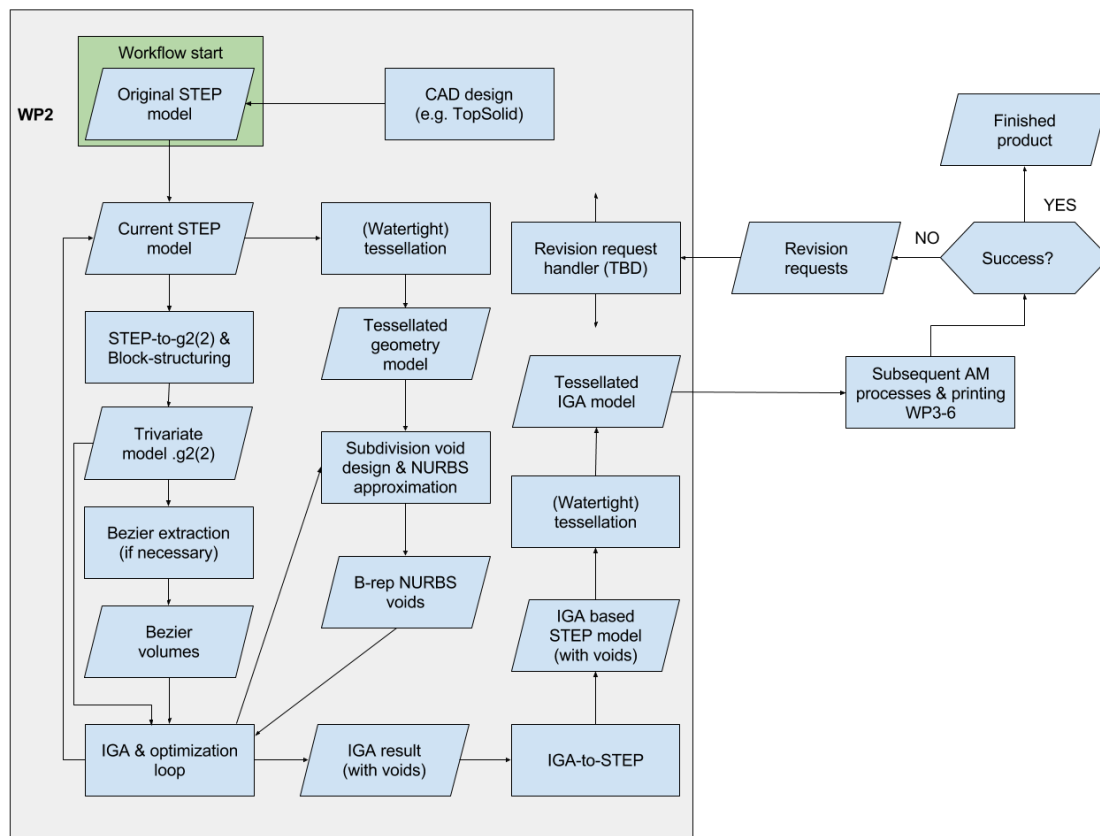 Workflow start
Original STEP
model
CAD design
(e.g. TopSolid)
WP2
Current STEP
model
(Watertight)
tessellation
STEP-to-g2(2) &
Block-structuring
Tessellated
geometry
model
Trivariate
model .g2(2)
Subdivision void
design & NURBS
approximation
Bezier extraction
(if necessary)
B-rep NURBS
voids
Bezier
volumes
IGA & optimization
loop
IGA result
(with voids)
IGA-to-STEP
IGA based
STEP model
(with voids)
(Watertight)
tessellation
Tessellated
IGA model
Revision request
handler (TBD)
Revision
requests
NO
Success?
YES
Finished
product
Subsequent AM
processes & printing
WP3-6